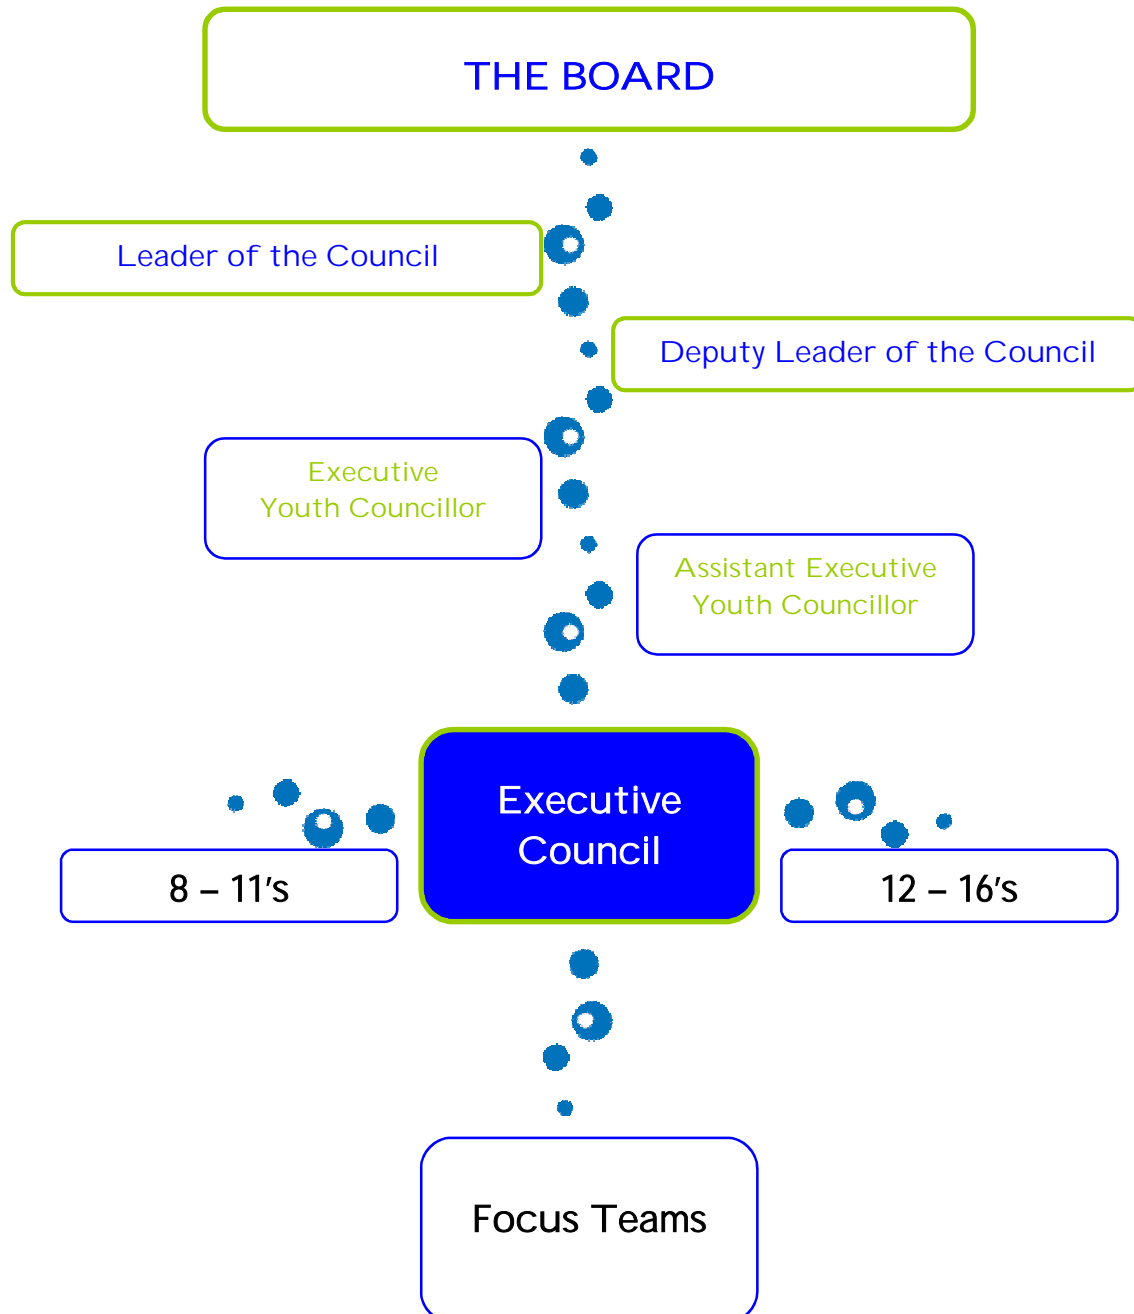 THE BOARD
Leader of the Council
Deputy Leader of the Council
Executive
Youth Councillor
Assistant Executive
Youth Councillor
Executive
Council
8 – 11's
12 – 16's
Focus Teams